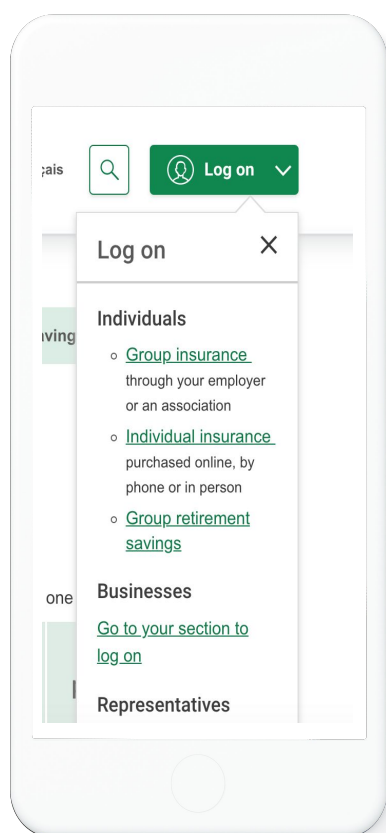 çais
Log on
Log on
Individuals
Group insurance
through your employer
or an association
Individual insurance
purchased online, by
phone or in person
Group retirement
savings
one
Businesses
Go to your section to
log on
Representatives